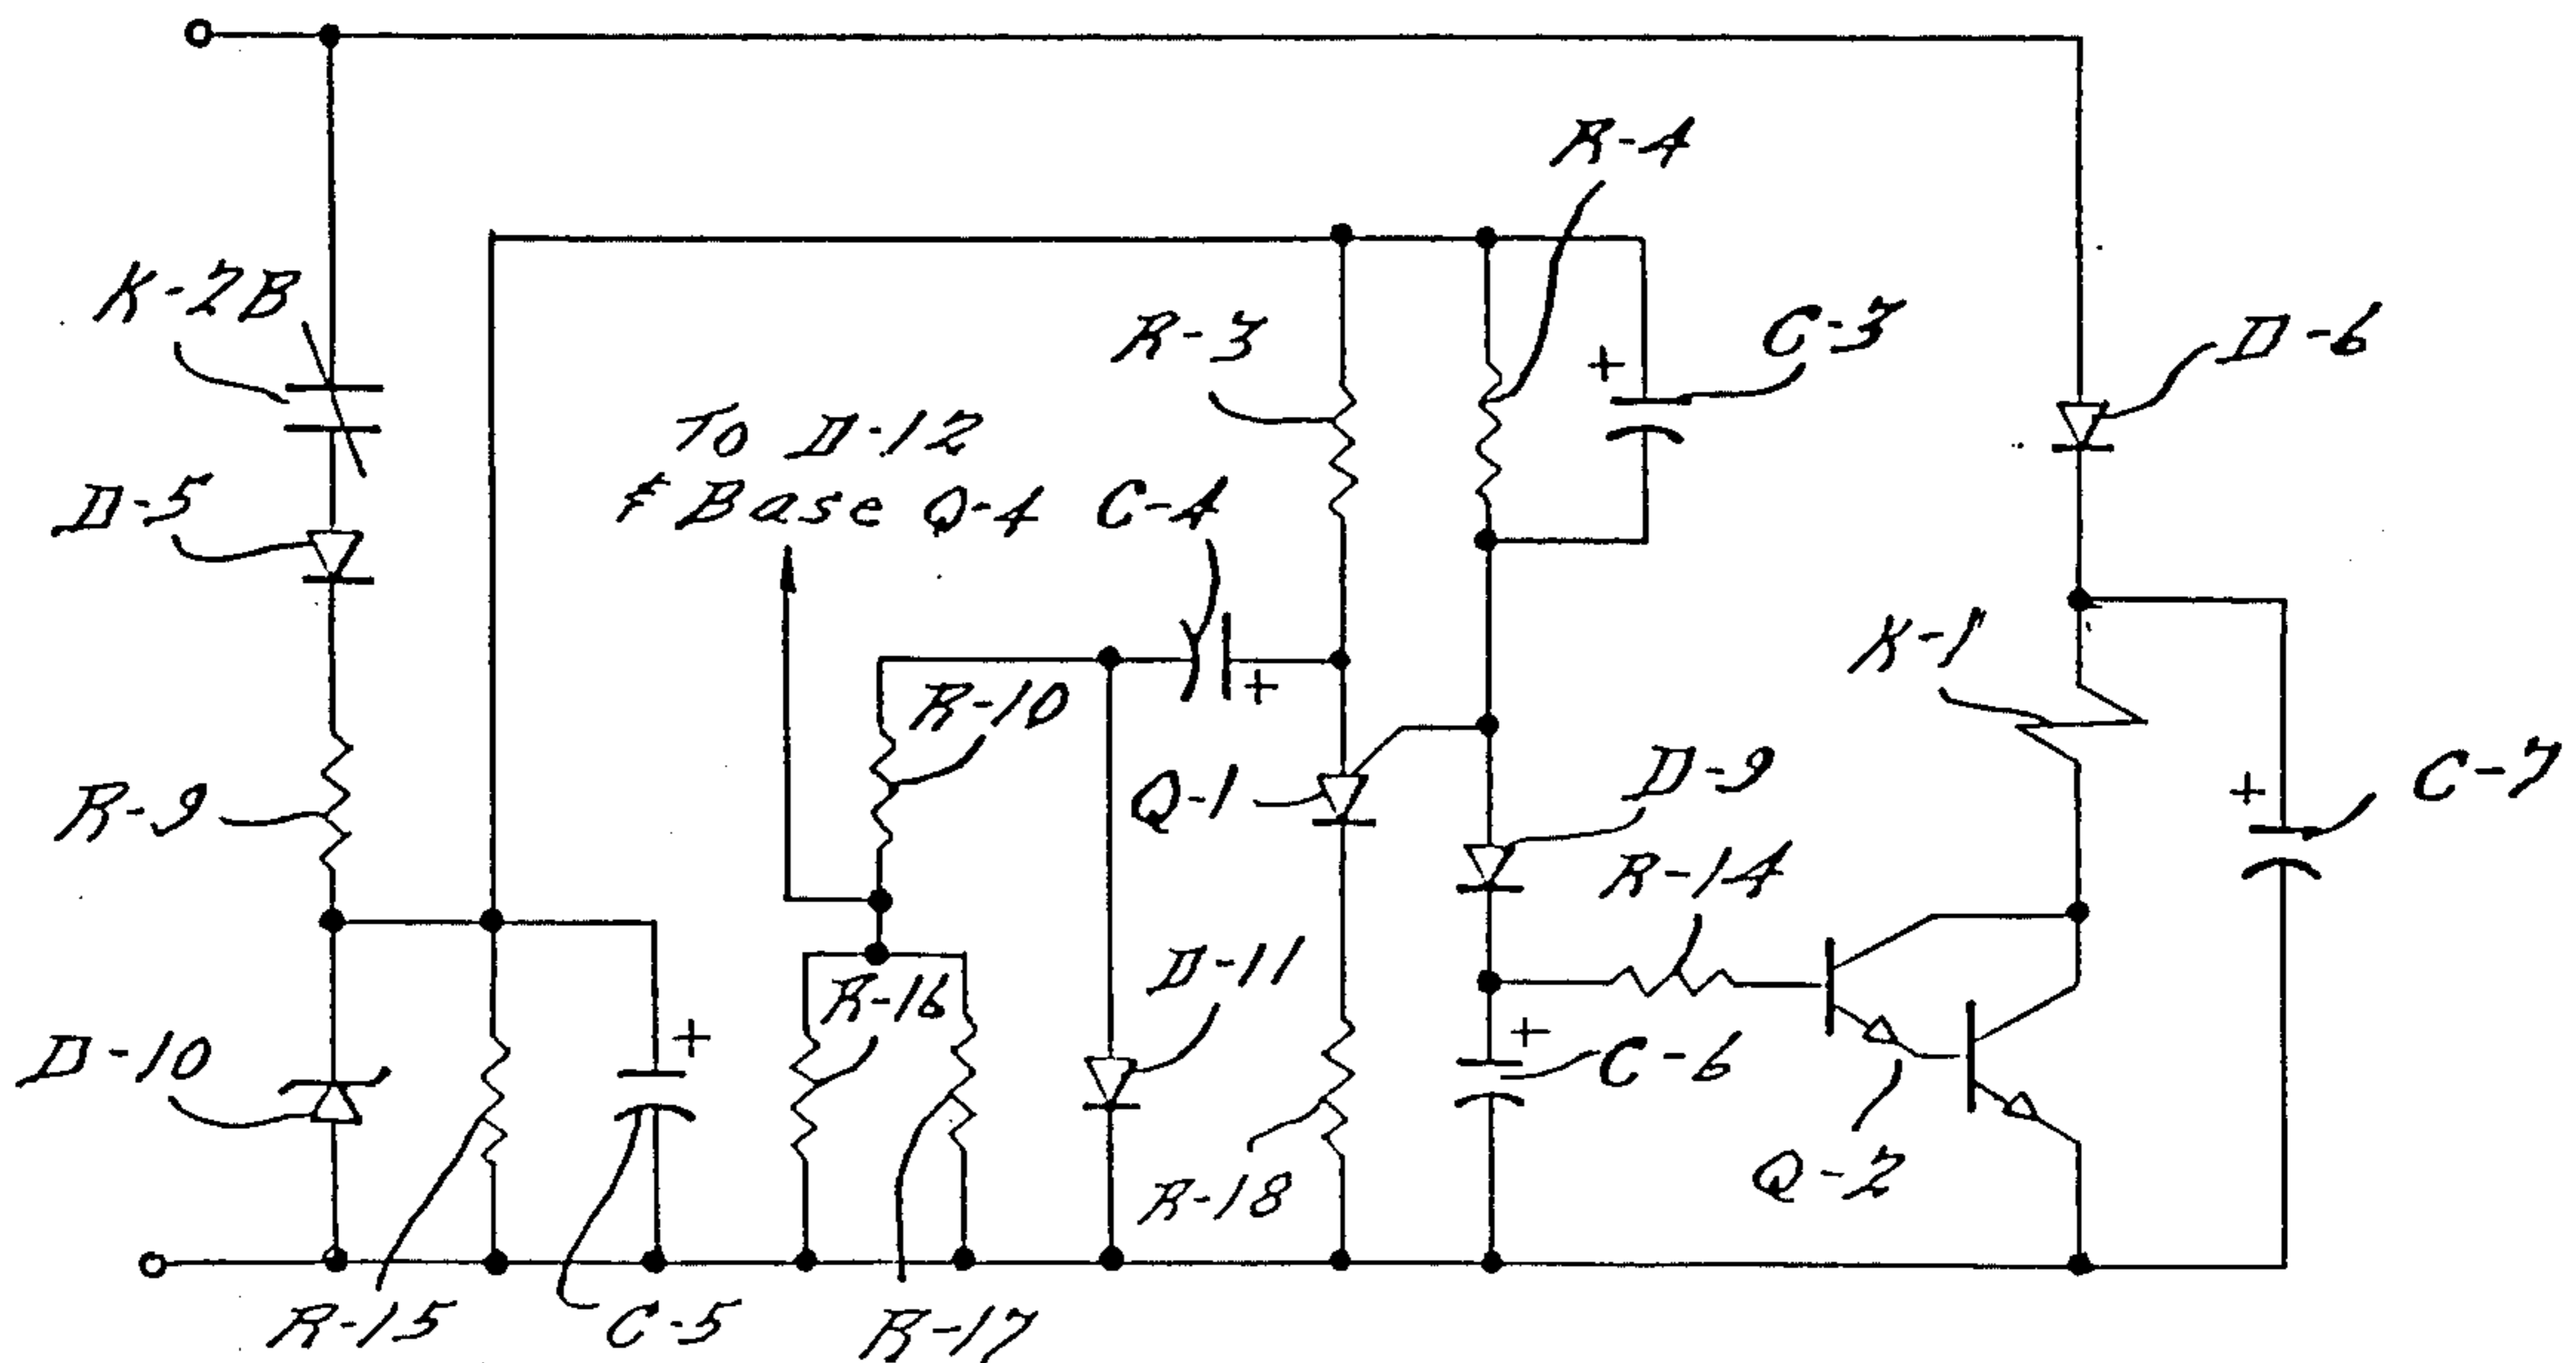 R-4
K-2B
R-3
C-3
D-6
+
To D-12
& Base Q-4
C-4
D-5
K-1
+
R-10
Q-1
D-9
C-7
+
R-9
R-14
D-11
R-16
D-10
+
+
C-6
Q-2
R-18
R-15
C-5
R-17